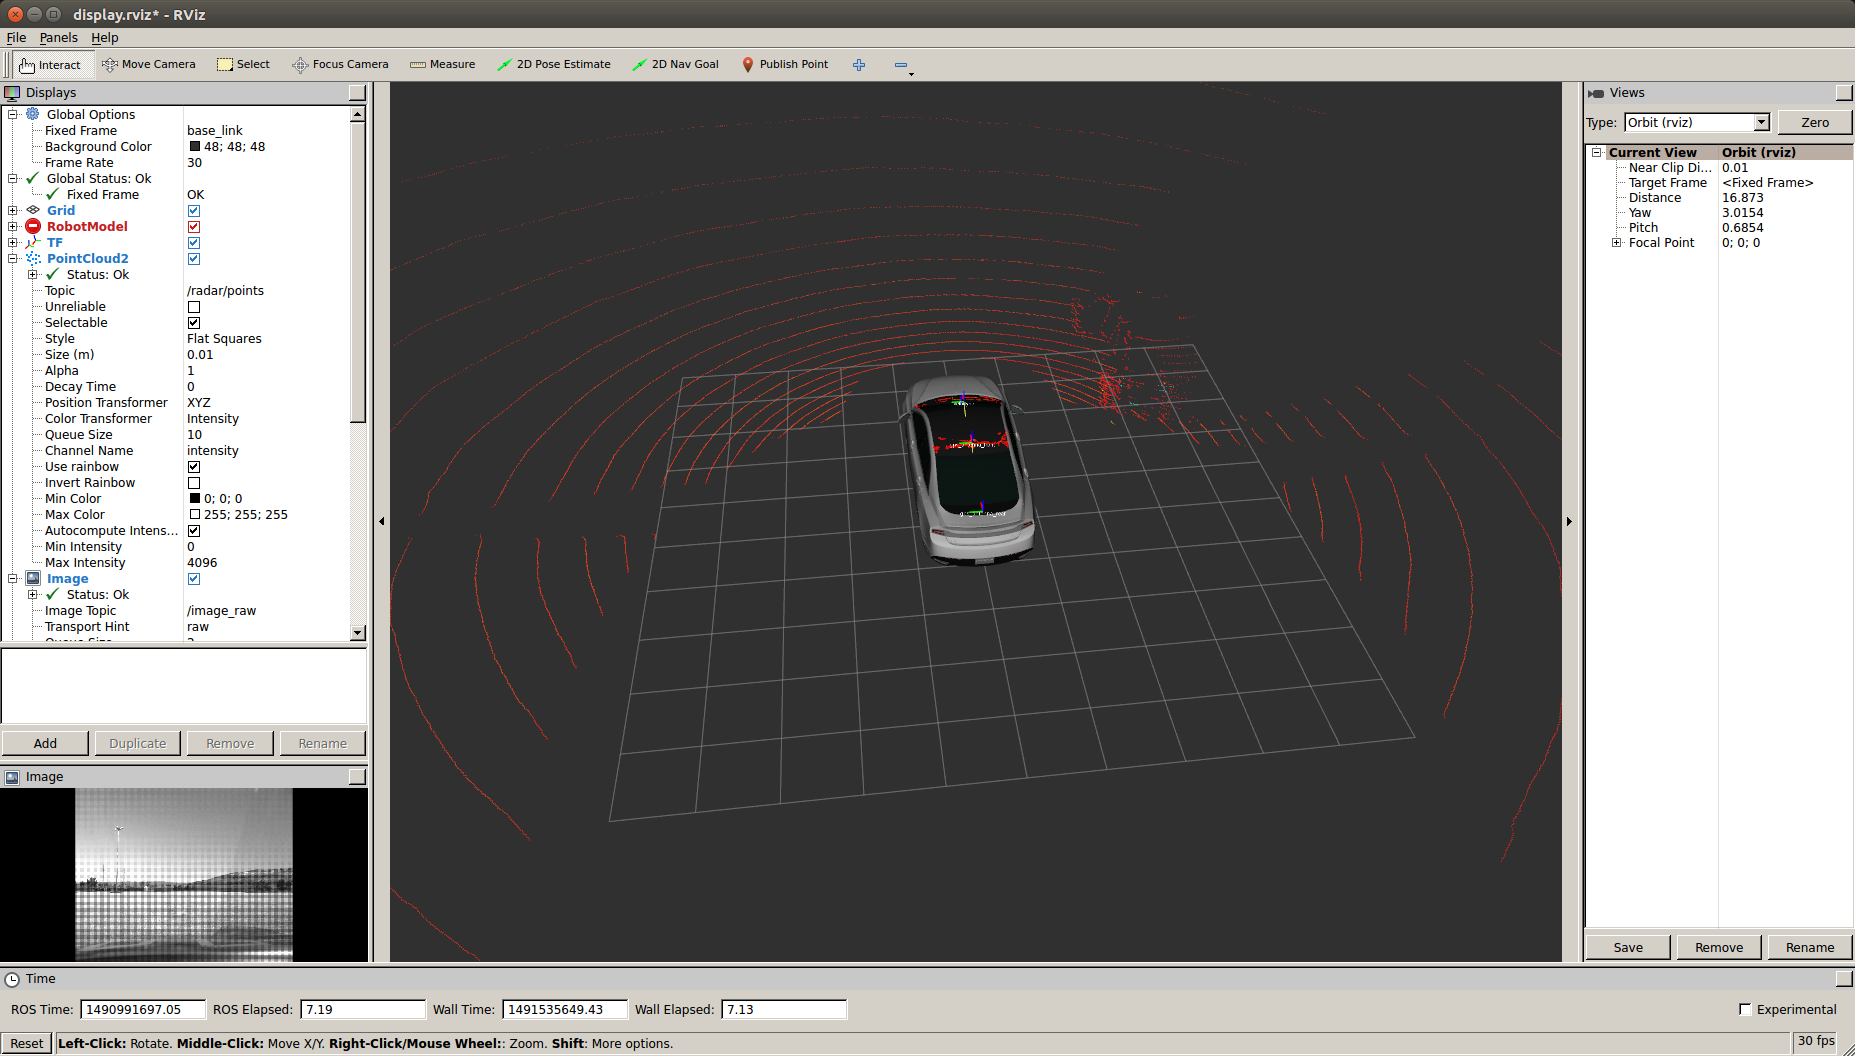 display.rviz* - RViz
File Panels Help
Interact Move Camera Select Focus Camera Measure 2D Pose Estimate 2D Nav Goal Publish Point
Displays
Global Options
Fixed Frame base_link
Background Color 48; 48; 48
Frame Rate 30
Global Status: Ok
Fixed Frame OK
Grid
RobotModel
TF
PointCloud2
Status: Ok
Topic /radar/points
Unreliable
Selectable
Style Flat Squares
Size (m) 0.01
Alpha 1
Decay Time 0
Position Transformer XYZ
Color Transformer Intensity
Queue Size 10
Channel Name intensity
Use rainbow
Invert Rainbow
Min Color 0; 0; 0
Max Color 255; 255; 255
Autocompute Intens...
Min Intensity 0
Max Intensity 4096
Image
Status: Ok
Image Topic /image_raw
Transport Hint raw
Add Duplicate Remove Rename
Image
Views
Type: Orbit (rviz) Zero
Current View Orbit (rviz)
Near Clip Di... 0.01
Target Frame <Fixed Frame>
Distance 16.873
Yaw 3.0154
Pitch 0.6854
Focal Point 0; 0; 0
Save Remove Rename
Time
ROS Time: 1490991697.05 ROS Elapsed: 7.19 Wall Time: 1491535649.43 Wall Elapsed: 7.13 Experimental
Reset Left-Click: Rotate. Middle-Click: Move X/Y. Right-Click/Mouse Wheel:: Zoom. Shift: More options. 30 fps